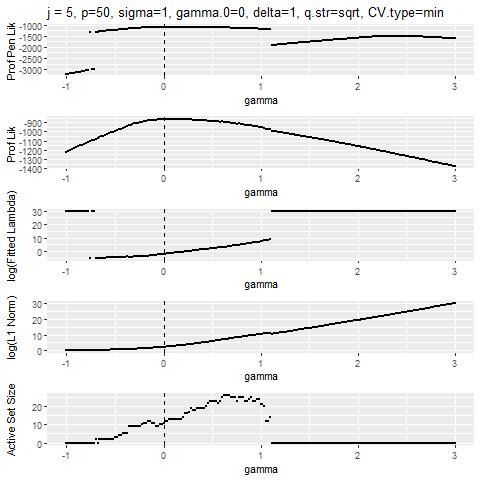 j = 5, p=50, sigma=1, gamma.0=0, delta=1, q.str=sqrt, CV.type=min
Prof Pen Lik
-1000
-1500
-2000
-2500
-3000
-1 0 1 2 3
gamma
Prof Lik
-900
-1000
-1100
-1200
-1300
-1400
-1 0 1 2 3
gamma
log(Fitted Lambda)
30
20
10
0
-1 0 1 2 3
gamma
log(L1 Norm)
30
20
10
0
-1 0 1 2 3
gamma
Active Set Size
20
10
0
-1 0 1 2 3
gamma